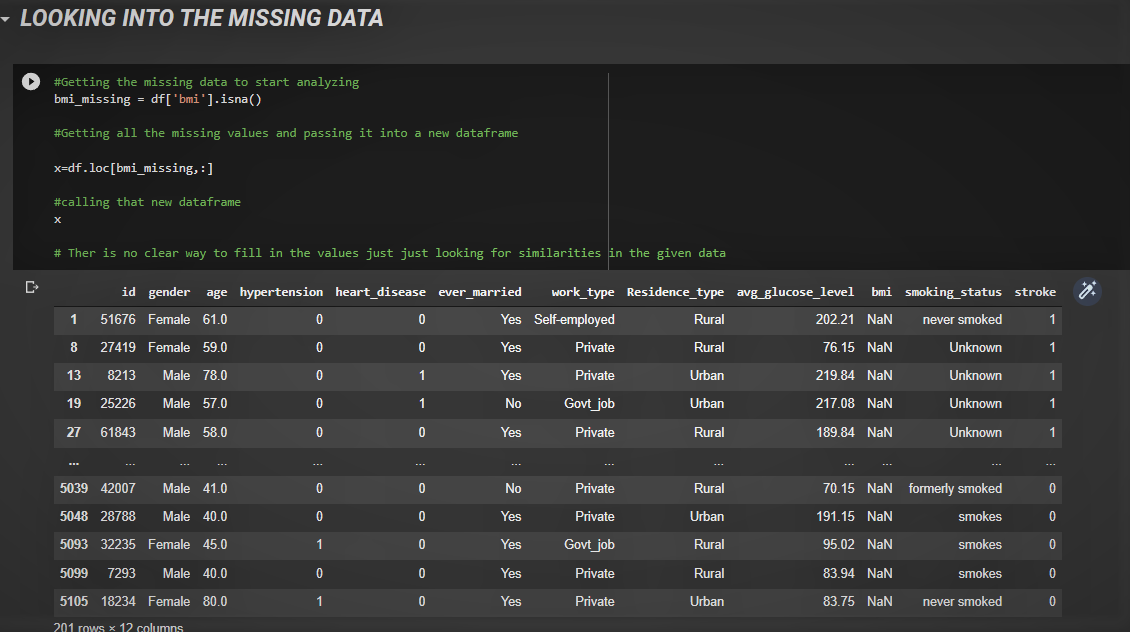 LOOKING INTO THE MISSING DATA
#Getting the missing data to start analyzing
bmi_missing = df['bmi'].isna()
#Getting all the missing values and passing it into a new dataframe
x=df.loc[bmi_missing,:]
#calling that new dataframe
x
# Ther is no clear way to fill in the values just just looking for similarities in the given data
id gender age hypertension heart_disease ever_married work_type Residence_type avg_glucose_level bmi smoking_status stroke
1 51676 Female 61.0 0 0 Yes Self-employed Rural 202.21 NaN never smoked 1
8 27419 Female 59.0 0 0 Yes Private Rural 76.15 NaN Unknown 1
13 8213 Male 78.0 0 1 Yes Private Urban 219.84 NaN Unknown 1
19 25226 Male 57.0 0 1 No Govt_job Urban 217.08 NaN Unknown 1
27 61843 Male 58.0 0 0 Yes Private Rural 189.84 NaN Unknown 1
... ... ... ... ... ... ... ... ... ... ... ... ...
5039 42007 Male 41.0 0 0 No Private Rural 70.15 NaN formerly smoked 0
5048 28788 Male 40.0 0 0 Yes Private Urban 191.15 NaN smokes 0
5093 32235 Female 45.0 1 0 Yes Govt_job Rural 95.02 NaN smokes 0
5099 7293 Male 40.0 0 0 Yes Private Rural 83.94 NaN smokes 0
5105 18234 Female 80.0 1 0 Yes Private Urban 83.75 NaN never smoked 0
201 rows × 12 columns